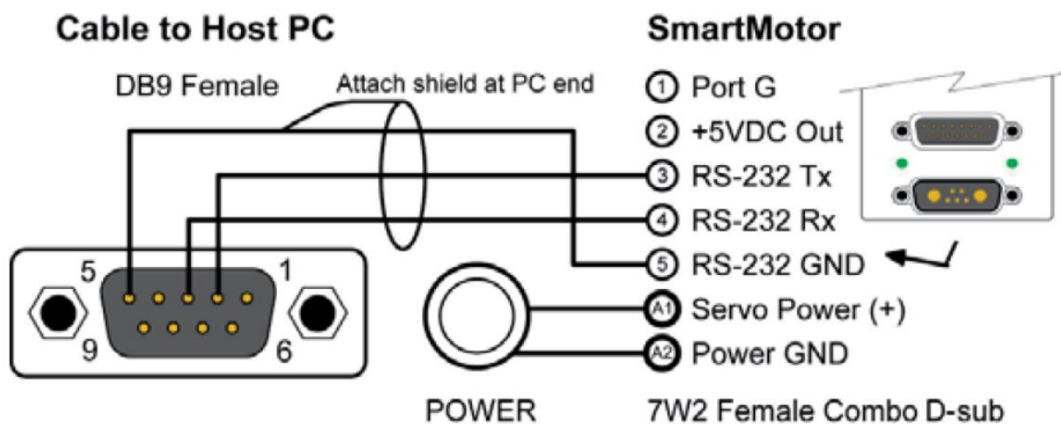 Cable to Host PC
SmartMotor
DB9 Female
Attach shield at PC end
1 Port G
2 +5VDC Out
3 RS-232 Tx
4 RS-232 Rx
5 RS-232 GND
A1 Servo Power (+)
A2 Power GND
5
1
9
6
POWER
7W2 Female Combo D-sub